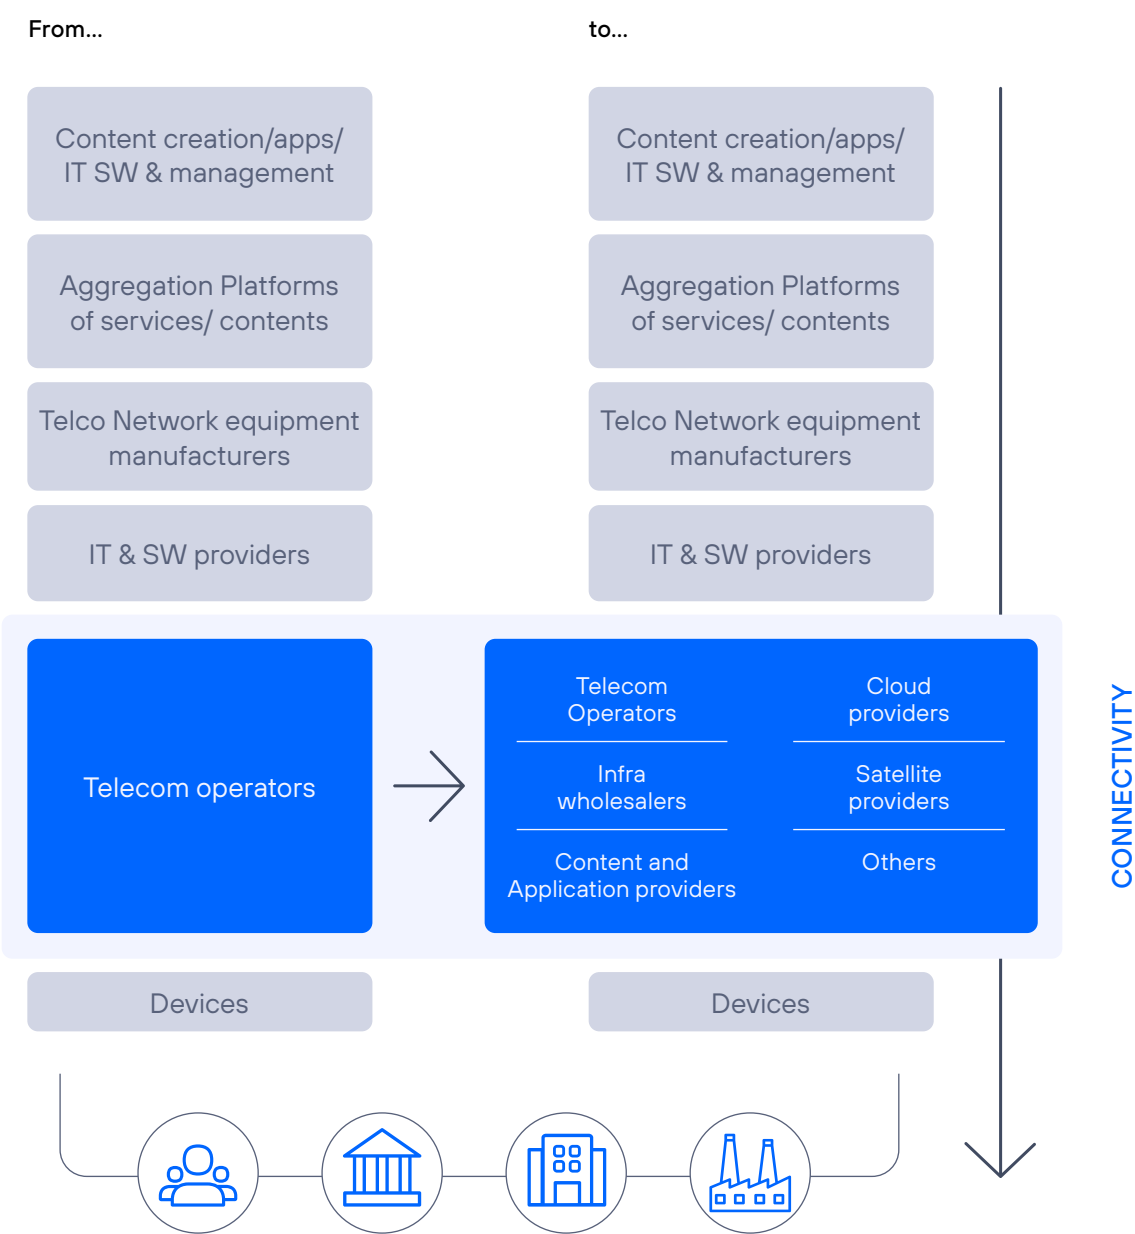 From...
to...
Content creation/apps/
IT SW & management
Content creation/apps/
IT SW & management
Aggregation Platforms
of services/ contents
Aggregation Platforms
of services/ contents
Telco Network equipment
manufacturers
Telco Network equipment
manufacturers
IT & SW providers
IT & SW providers
Telecom operators
Telecom
Operators
Cloud
providers
Infra
wholesalers
Satellite
providers
Content and
Application providers
Others
CONNECTIVITY
Devices
Devices